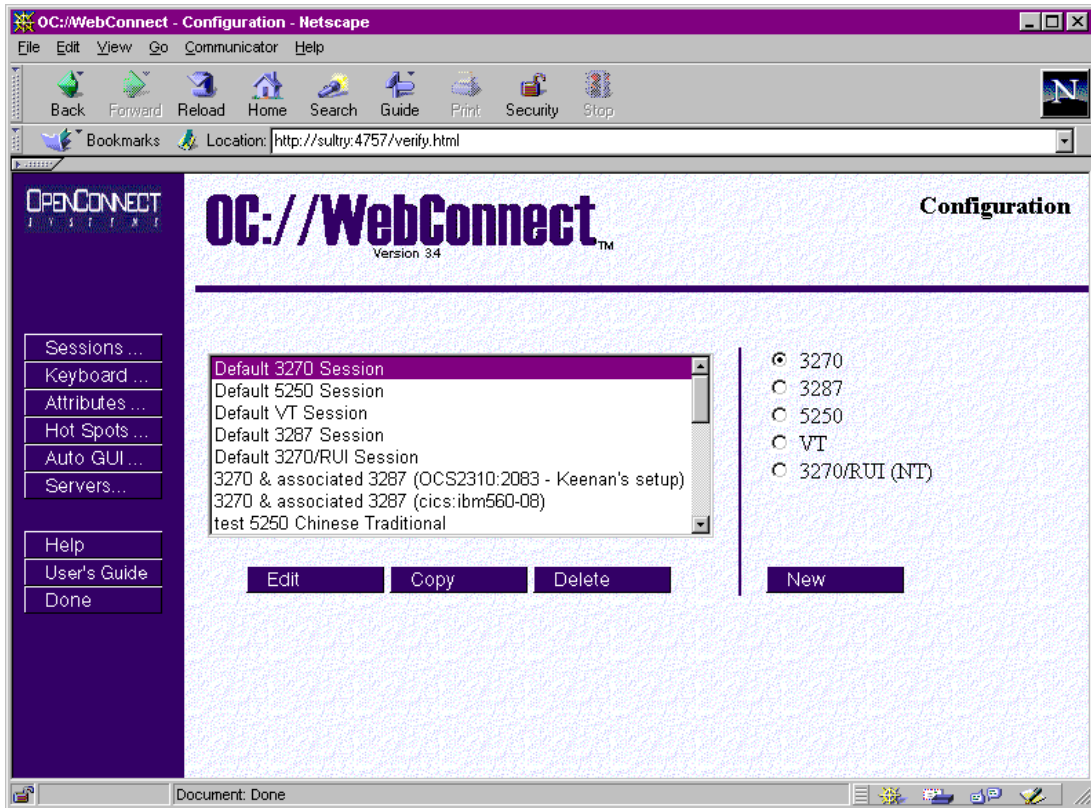 OC://WebConnect - Configuration - Netscape
File Edit View Go Communicator Help
Back Forward Reload Home Search Guide Print Security Stop
N
Bookmarks Location: http://sultry:4757/verify.html
OPENCONNECT
SYSTEMS
OC://WebConnect TM
Version 3.4
Configuration
Sessions ...
Keyboard ...
Attributes ...
Hot Spots ...
Auto GUI ...
Servers...
Help
User's Guide
Done
Default 3270 Session
Default 5250 Session
Default VT Session
Default 3287 Session
Default 3270/RUI Session
3270 & associated 3287 (OCS2310:2083 - Keenan's setup)
3270 & associated 3287 (cics:ibm560-08)
test 5250 Chinese Traditional
Edit Copy Delete
3270
3287
5250
VT
3270/RUI (NT)
New
Document: Done